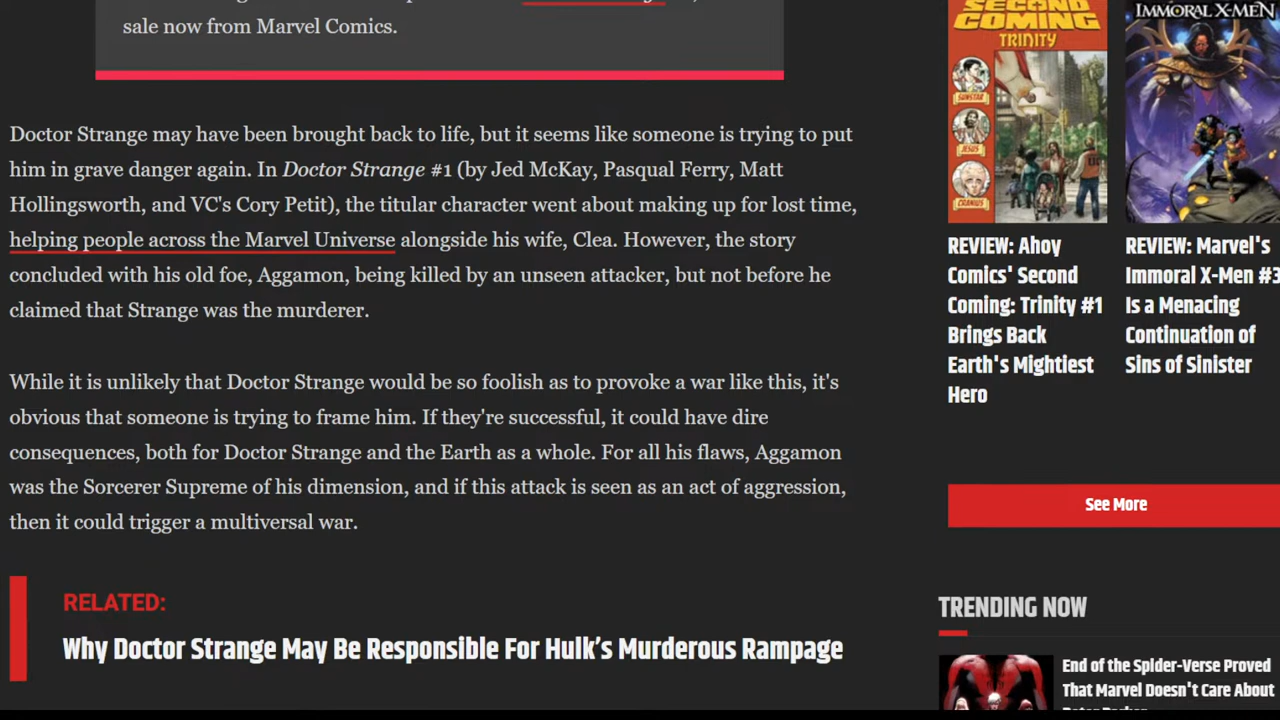 sale now from Marvel Comics.
Doctor Strange may have been brought back to life, but it seems like someone is trying to put
him in grave danger again. In Doctor Strange #1 (by Jed McKay, Pasqual Ferry, Matt
Hollingsworth, and VC's Cory Petit), the titular character went about making up for lost time,
helping people across the Marvel Universe alongside his wife, Clea. However, the story
concluded with his old foe, Aggamon, being killed by an unseen attacker, but not before he
claimed that Strange was the murderer.
While it is unlikely that Doctor Strange would be so foolish as to provoke a war like this, it's
obvious that someone is trying to frame him. If they're successful, it could have dire
consequences, both for Doctor Strange and the Earth as a whole. For all his flaws, Aggamon
was the Sorcerer Supreme of his dimension, and if this attack is seen as an act of aggression,
then it could trigger a multiversal war.
RELATED:
Why Doctor Strange May Be Responsible For Hulk’s Murderous Rampage
SECOND
COMING
TRINITY
SUNSTAR
JESUS
CRANIUS
REVIEW: Ahoy
Comics' Second
Coming: Trinity #1
Brings Back
Earth's Mightiest
Hero
IMMORAL X-MEN
REVIEW: Marvel's
Immoral X-Men #3
Is a Menacing
Continuation of
Sins of Sinister
See More
TRENDING NOW
End of the Spider-Verse Proved
That Marvel Doesn't Care About